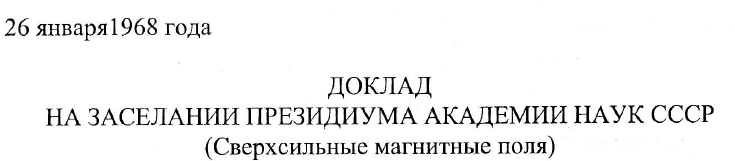 26 января1968 года
ДОКЛАД
НА ЗАСЕЛАНИИ ПРЕЗИДИУМА АКАДЕМИИ НАУК СССР
(Сверхсильные магнитные поля)